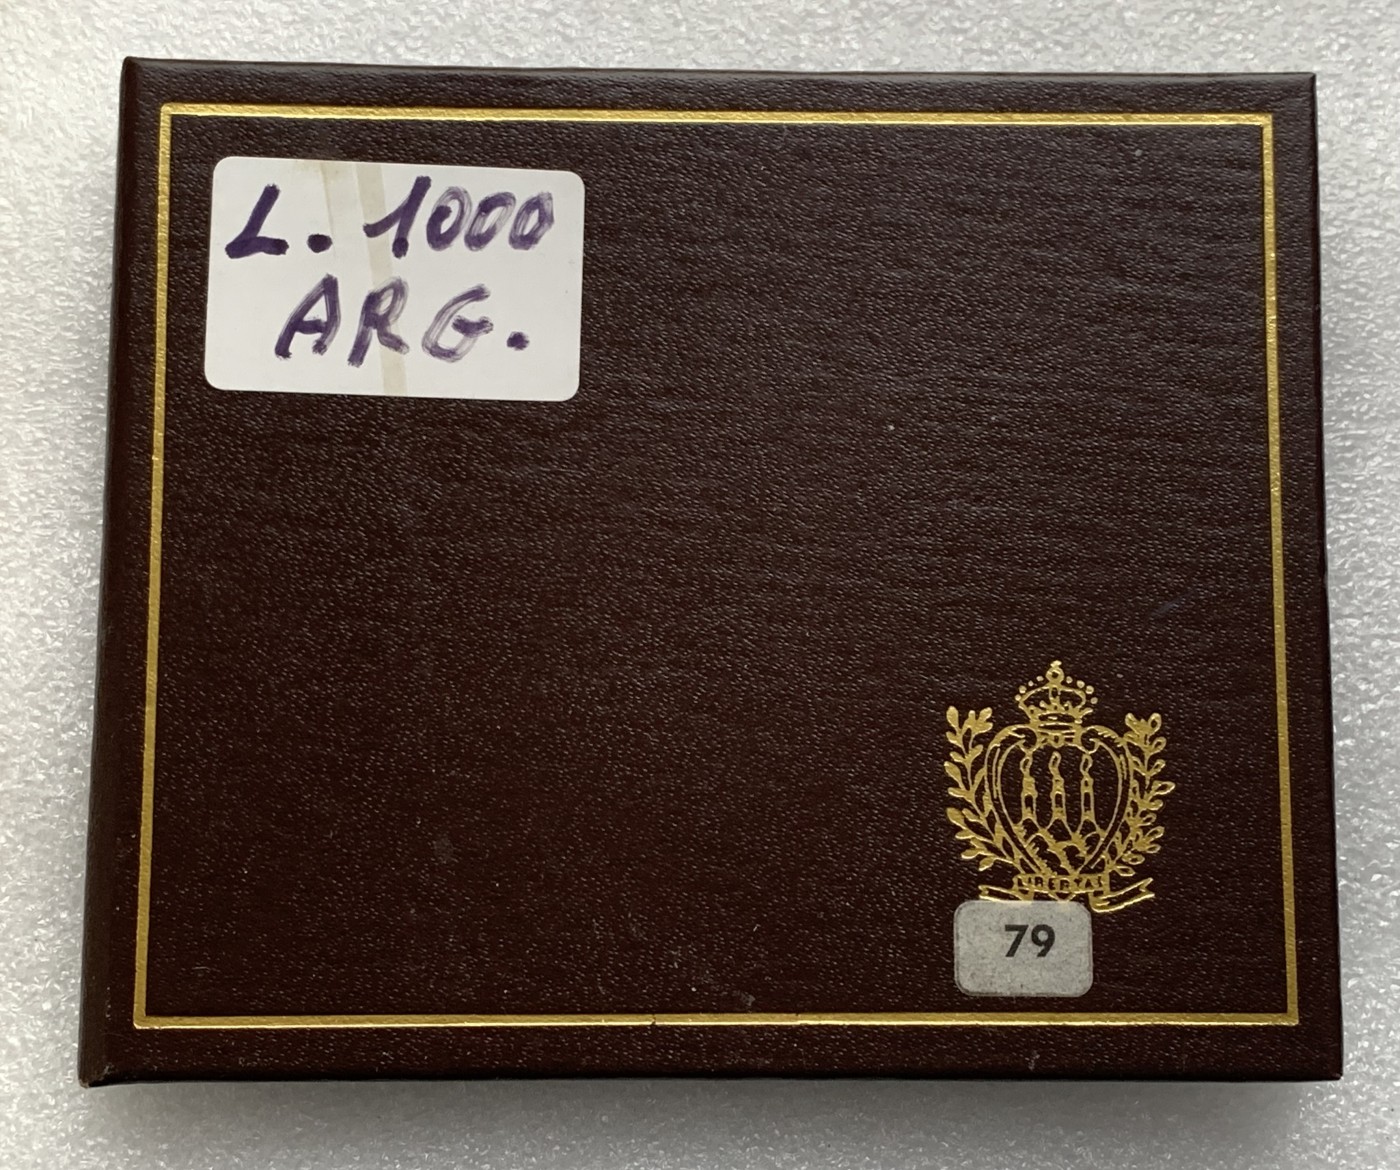 L. 1000
ARG.
LIBERTAS
79